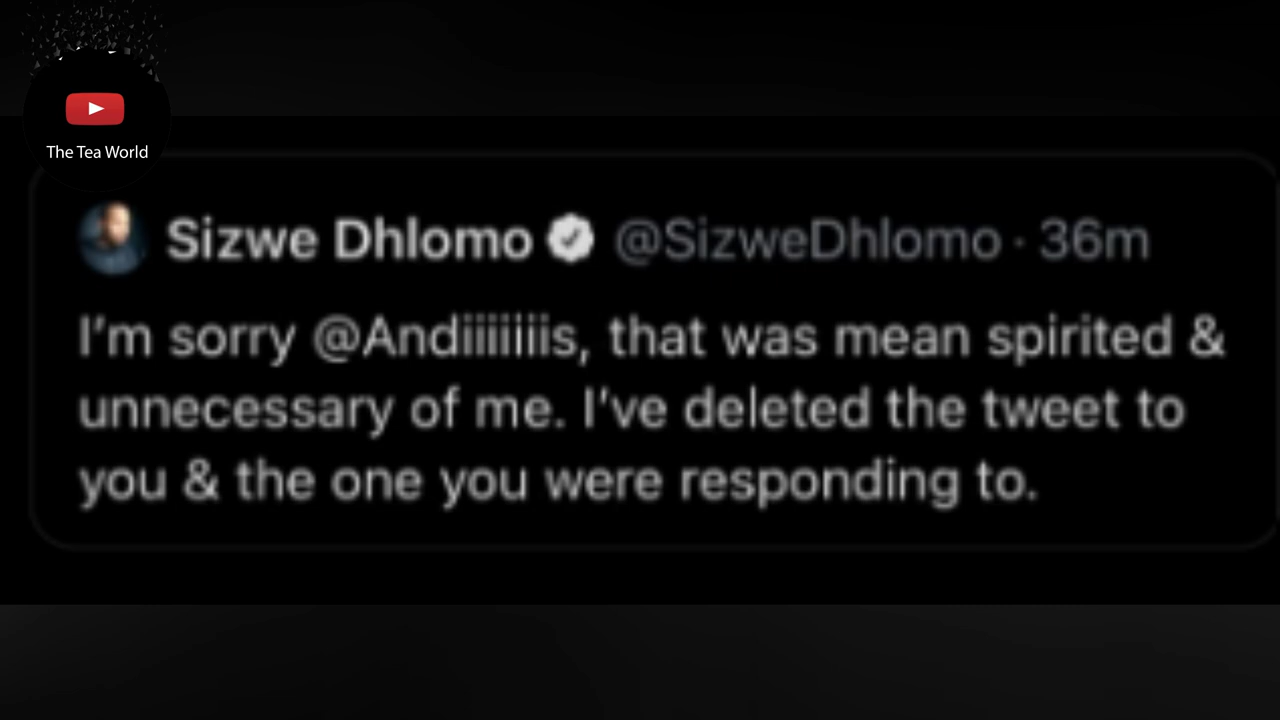 The Tea World
Sizwe Dhlomo @SizweDhlomo · 36m
I'm sorry @Andiiiiiiiis, that was mean spirited &
unnecessary of me. I've deleted the tweet to
you & the one you were responding to.